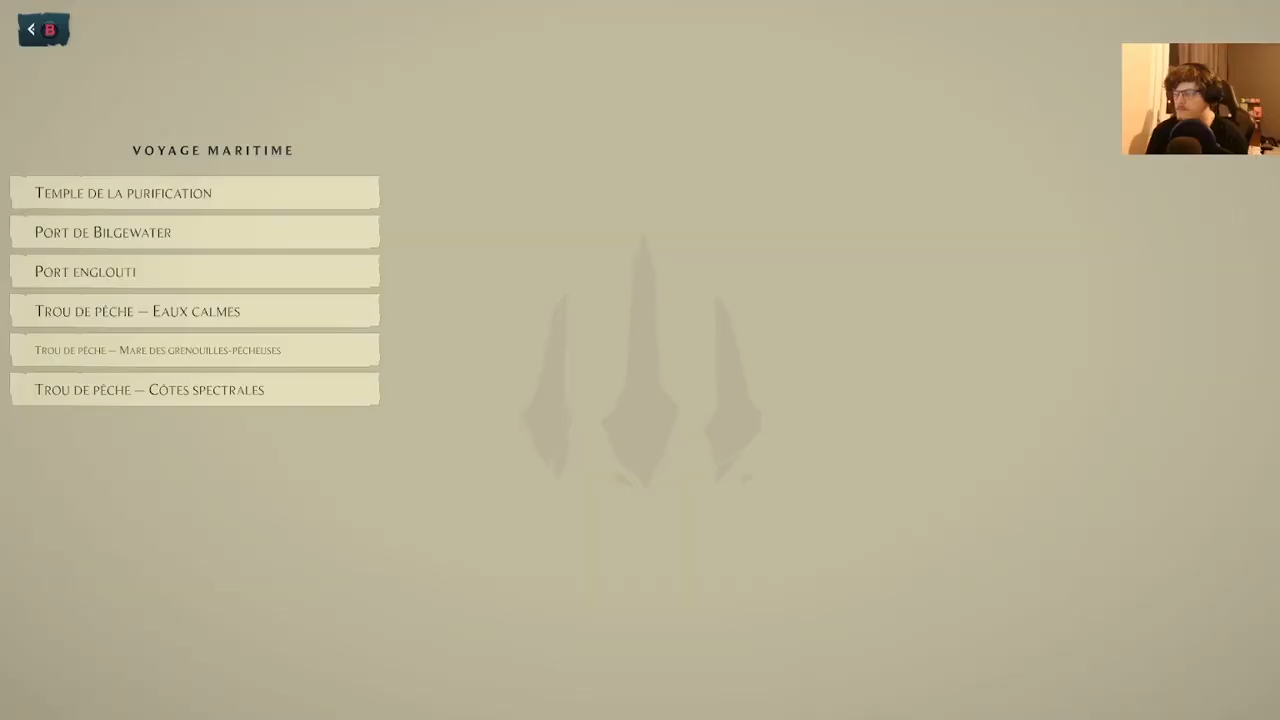 B
VOYAGE MARITIME
Temple de la purification
Port de Bilgewater
Port englouti
Trou de pêche – Eaux calmes
Trou de pêche – Mare des grenouilles-pêcheuses
Trou de pêche – Côtes spectrales